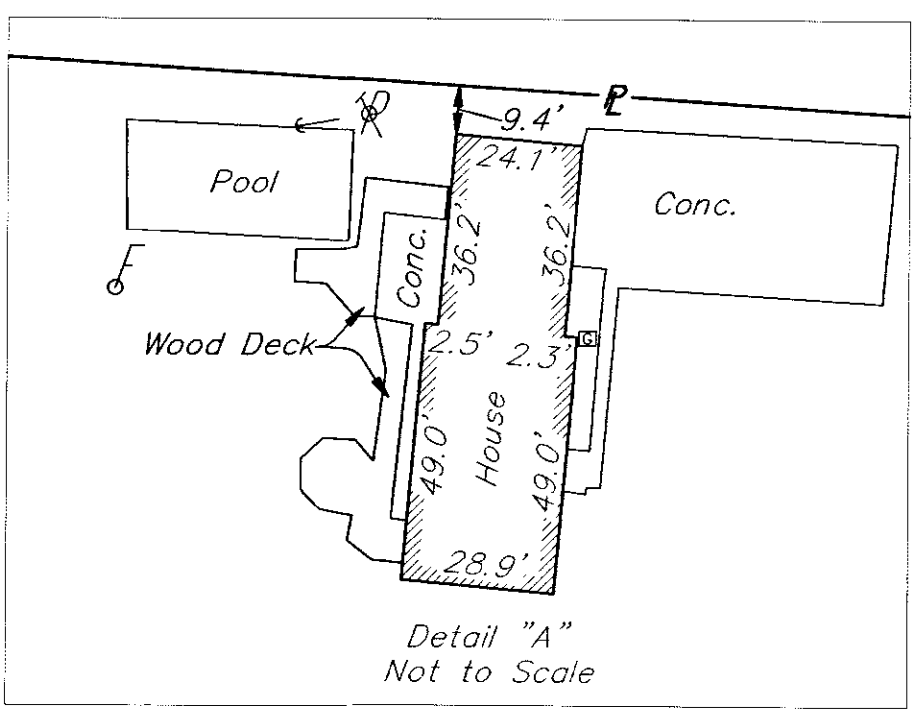 PL
9.4'
24.1'
Pool
Conc.
36.2'
36.2'
Conc.
Wood Deck
2.5'
2.3'
G
House
49.0'
49.0'
28.9'
Detail "A"
Not to Scale